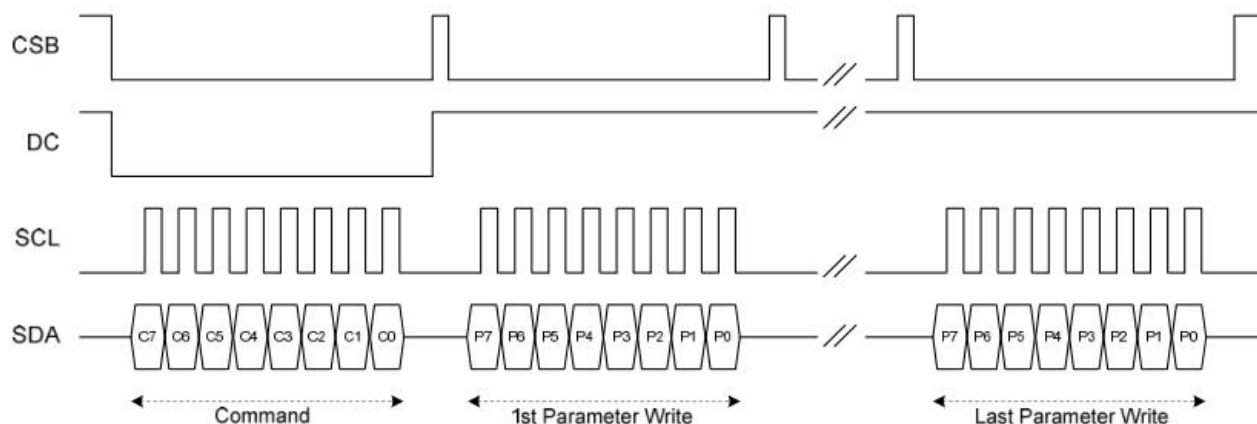 CSB
DC
SCL
SDA C7 C6 C5 C4 C3 C2 C1 C0 P7 P6 P5 P4 P3 P2 P1 P0 P7 P6 P5 P4 P3 P2 P1 P0
Command 1st Parameter Write Last Parameter Write